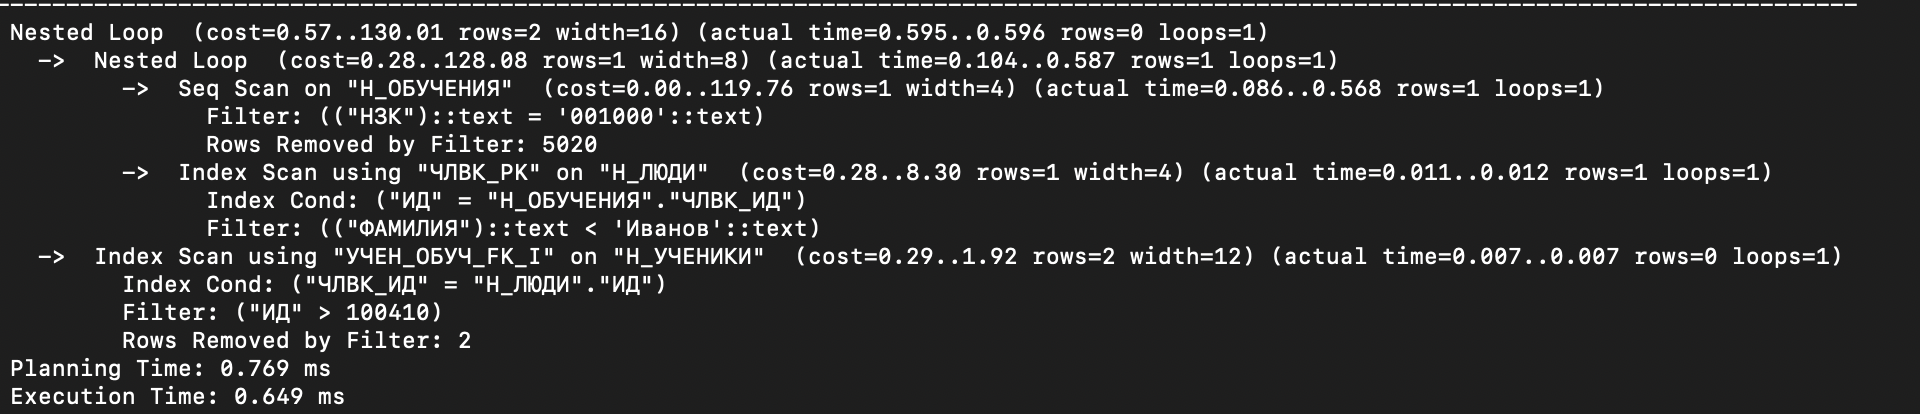 Nested Loop  (cost=0.57..130.01 rows=2 width=16) (actual time=0.595..0.596 rows=0 loops=1)
  ->  Nested Loop  (cost=0.28..128.08 rows=1 width=8) (actual time=0.104..0.587 rows=1 loops=1)
        ->  Seq Scan on "Н_ОБУЧЕНИЯ"  (cost=0.00..119.76 rows=1 width=4) (actual time=0.086..0.568 rows=1 loops=1)
              Filter: (("НЗК")::text = '001000'::text)
              Rows Removed by Filter: 5020
        ->  Index Scan using "ЧЛВК_PK" on "Н_ЛЮДИ"  (cost=0.28..8.30 rows=1 width=4) (actual time=0.011..0.012 rows=1 loops=1)
              Index Cond: ("ИД" = "Н_ОБУЧЕНИЯ"."ЧЛВК_ИД")
              Filter: (("ФАМИЛИЯ")::text < 'Иванов'::text)
  ->  Index Scan using "УЧЕН_ОБУЧ_FK_I" on "Н_УЧЕНИКИ"  (cost=0.29..1.92 rows=2 width=12) (actual time=0.007..0.007 rows=0 loops=1)
        Index Cond: ("ЧЛВК_ИД" = "Н_ЛЮДИ"."ИД")
        Filter: ("ИД" > 100410)
        Rows Removed by Filter: 2
Planning Time: 0.769 ms
Execution Time: 0.649 ms